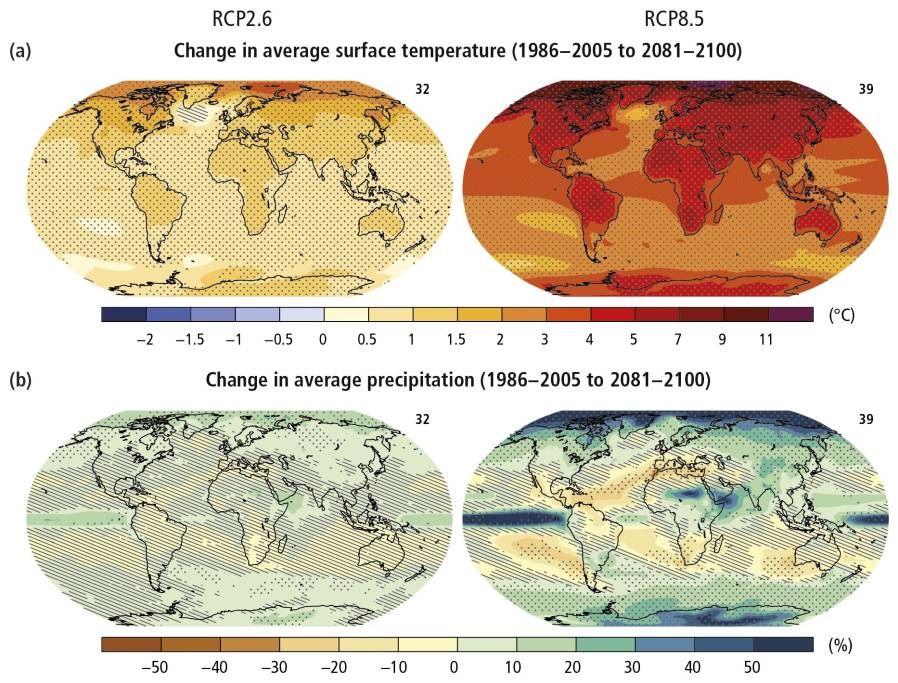 RCP2.6 RCP8.5
(a) Change in average surface temperature (1986–2005 to 2081–2100)
32 39
−2 −1.5 −1 −0.5 0 0.5 1 1.5 2 3 4 5 7 9 11 (°C)
(b) Change in average precipitation (1986–2005 to 2081–2100)
32 39
−50 −40 −30 −20 −10 0 10 20 30 40 50 (%)